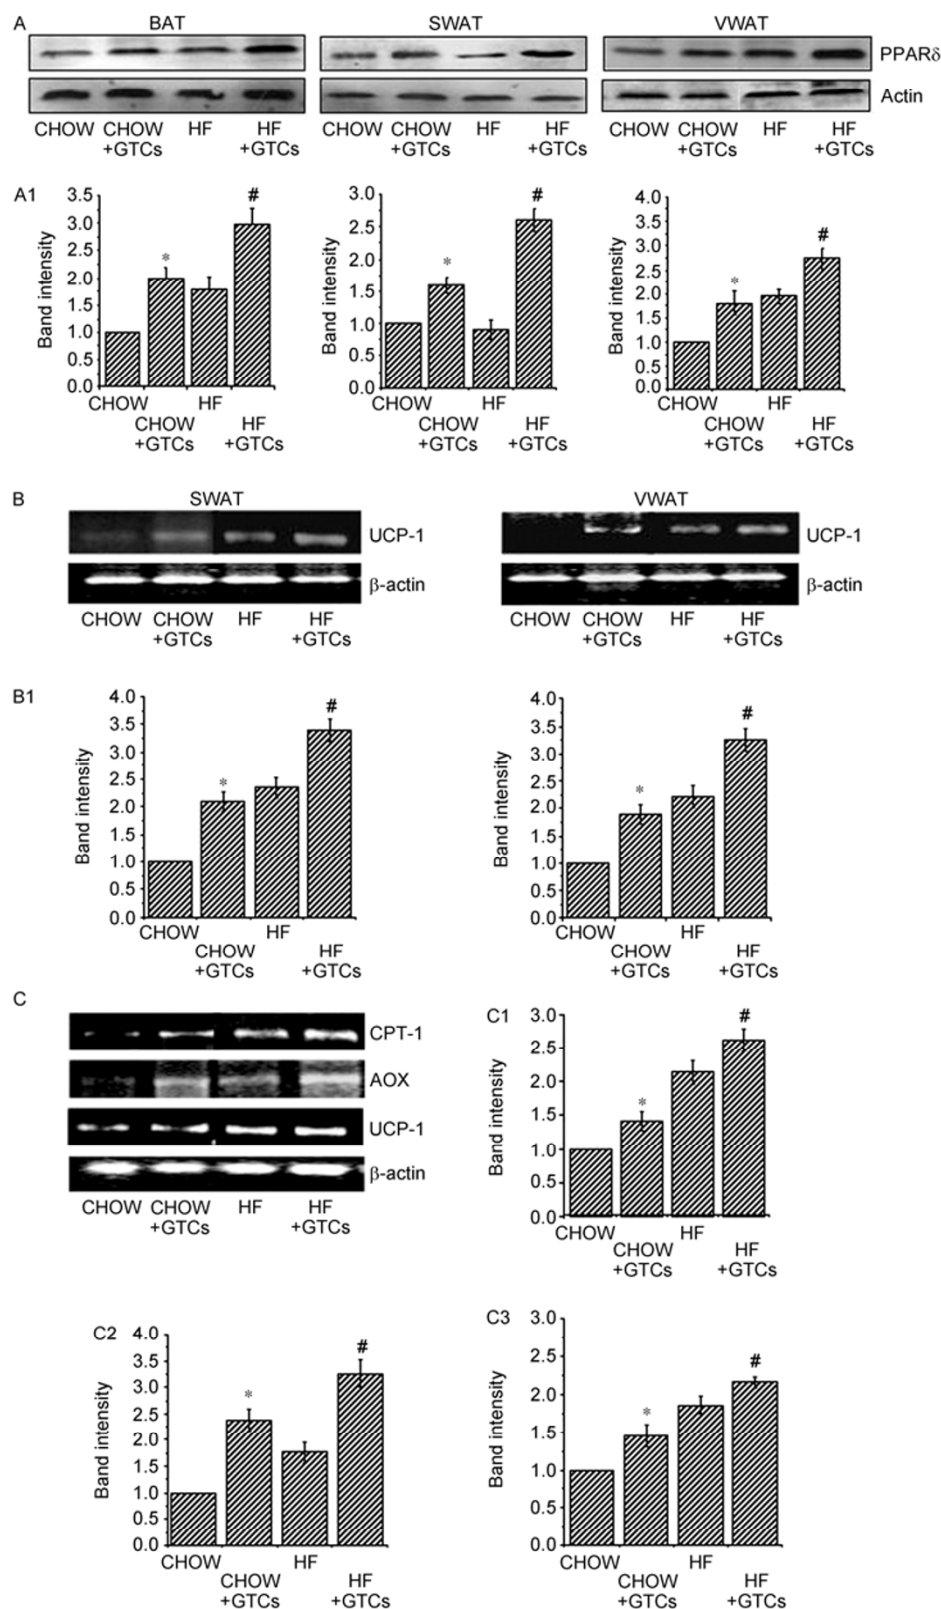 A
BAT SWAT VWAT
PPARδ
Actin
CHOW CHOW HF HF CHOW CHOW HF HF CHOW CHOW HF HF
+GTCs +GTCs +GTCs +GTCs +GTCs +GTCs
A1
Band intensity
3.5
3.0
2.5
2.0
1.5
1.0
0.5
0.0
*
#
CHOW HF
CHOW HF
+GTCs +GTCs
Band intensity
3.0
2.5
2.0
1.5
1.0
0.5
0.0
*
#
CHOW HF
CHOW HF
+GTCs +GTCs
Band intensity
4.0
3.0
2.5
2.0
1.5
1.0
0.5
0.0
*
#
CHOW HF
CHOW HF
+GTCs +GTCs
B
SWAT VWAT
UCP-1 UCP-1
β-actin β-actin
CHOW CHOW HF HF CHOW CHOW HF HF
+GTCs +GTCs +GTCs +GTCs
B1
Band intensity
4.0
3.5
3.0
2.5
2.0
1.5
1.0
0.5
0.0
*
#
CHOW HF
CHOW HF
+GTCs +GTCs
Band intensity
4.0
3.5
3.0
2.5
2.0
1.5
1.0
0.5
0.0
*
#
CHOW HF
CHOW HF
+GTCs +GTCs
C
CPT-1
AOX
UCP-1
β-actin
CHOW CHOW HF HF
+GTCs +GTCs
C1
Band intensity
3.0
2.5
2.0
1.5
1.0
0.5
0.0
*
#
CHOW HF
CHOW HF
+GTCs +GTCs
C2
Band intensity
4.0
3.5
3.0
2.5
2.0
1.5
1.0
0.5
0.0
*
#
CHOW HF
CHOW HF
+GTCs +GTCs
C3
Band intensity
3.0
2.5
2.0
1.5
1.0
0.5
0.0
*
#
CHOW HF
CHOW HF
+GTCs +GTCs